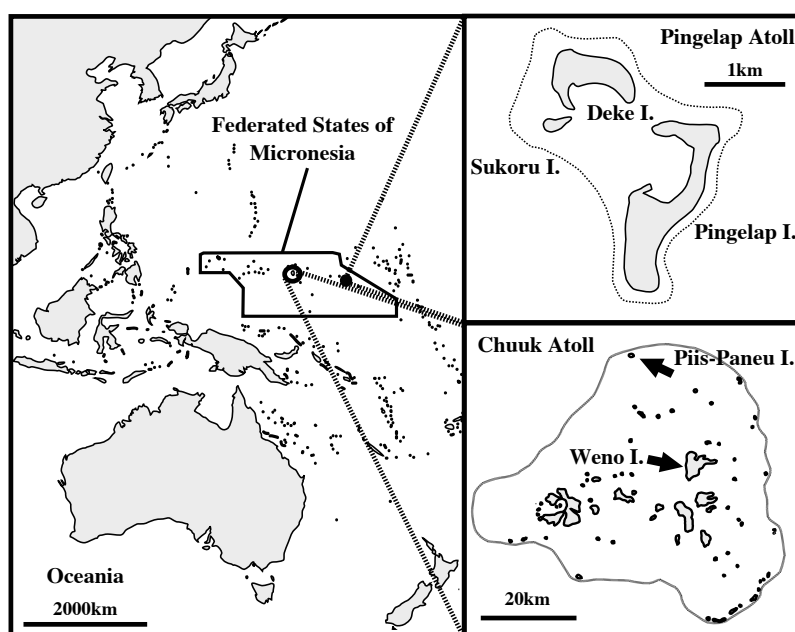 Federated States of
Micronesia
Oceania
2000km
Pingelap Atoll
1km
Deke I.
Sukoru I.
Pingelap I.
Chuuk Atoll
Piis-Paneu I.
Weno I.
20km